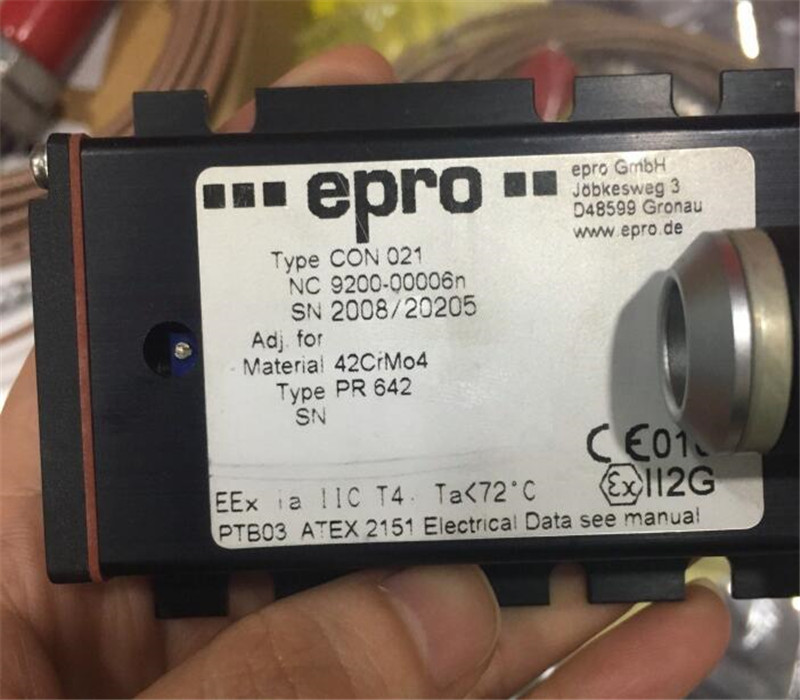 epro
epro GmbH
Jöbkesweg 3
D48599 Gronau
www.epro.de
Type CON 021
NC 9200-00006n
SN 2008/20205
Adj. for
Material 42CrMo4
Type PR 642
SN
CE01
Ex II2G
EEx ia IIC T4 Ta<72°C
PTB03 ATEX 2151 Electrical Data see manual